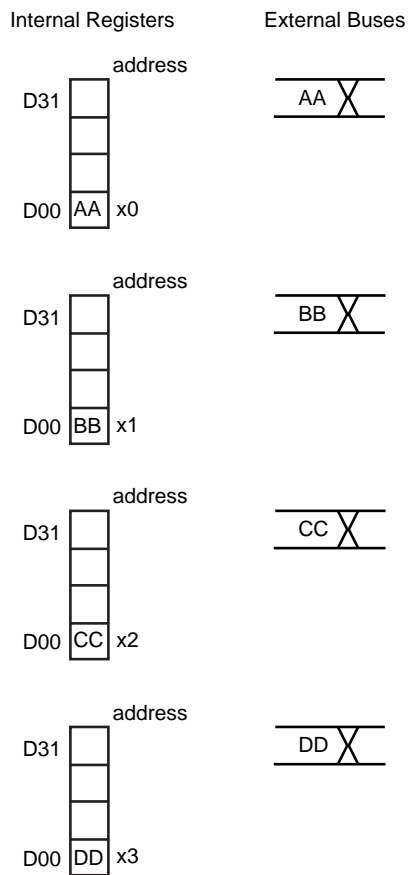 Internal Registers External Buses
address
D31 AA
D00 AA x0
address
D31 BB
D00 BB x1
address
D31 CC
D00 CC x2
address
D31 DD
D00 DD x3